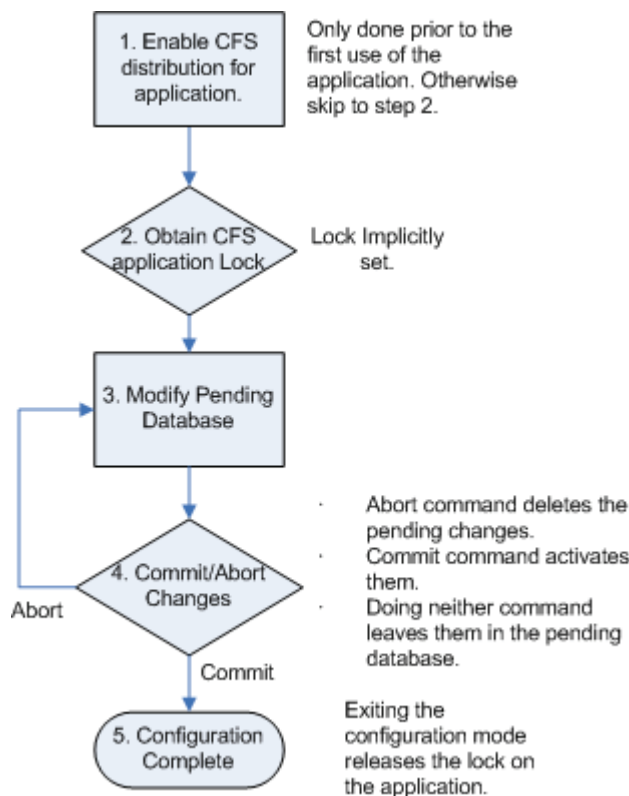 1. Enable CFS
distribution for
application.
Only done prior to the
first use of the
application. Otherwise
skip to step 2.
2. Obtain CFS
application Lock
Lock Implicitly
set.
3. Modify Pending
Database
4. Commit/Abort
Changes
· Abort command deletes the
pending changes.
· Commit command activates
them.
· Doing neither command
leaves them in the pending
database.
Abort
Commit
5. Configuration
Complete
Exiting the
configuration mode
releases the lock on
the application.